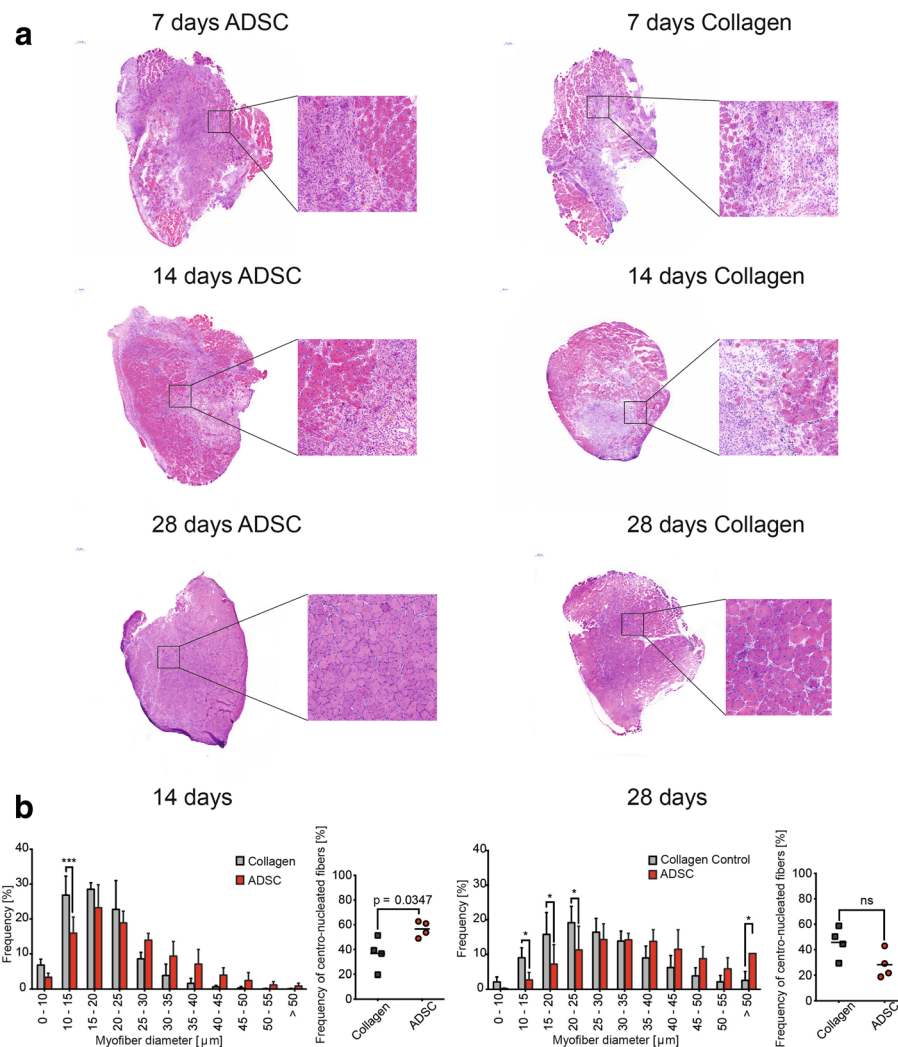 a
7 days ADSC
7 days Collagen
14 days ADSC
14 days Collagen
28 days ADSC
28 days Collagen
b
14 days
28 days
Frequency [%]
40
30
20
10
0
***
Collagen
ADSC
0 - 10
10 - 15
15 - 20
20 - 25
25 - 30
30 - 35
35 - 40
40 - 45
45 - 50
50 - 55
> 50
Myofiber diameter [µm]
Frequency of centro-nucleated fibers [%]
100
80
60
40
20
0
p = 0.0347
Collagen
ADSC
Frequency [%]
40
30
20
10
0
*
*
*
*
Collagen Control
ADSC
0 - 10
10 - 15
15 - 20
20 - 25
25 - 30
30 - 35
35 - 40
40 - 45
45 - 50
50 - 55
> 50
Myofiber diameter [µm]
Frequency of centro-nucleated fibers [%]
100
80
60
40
20
0
ns
Collagen
ADSC